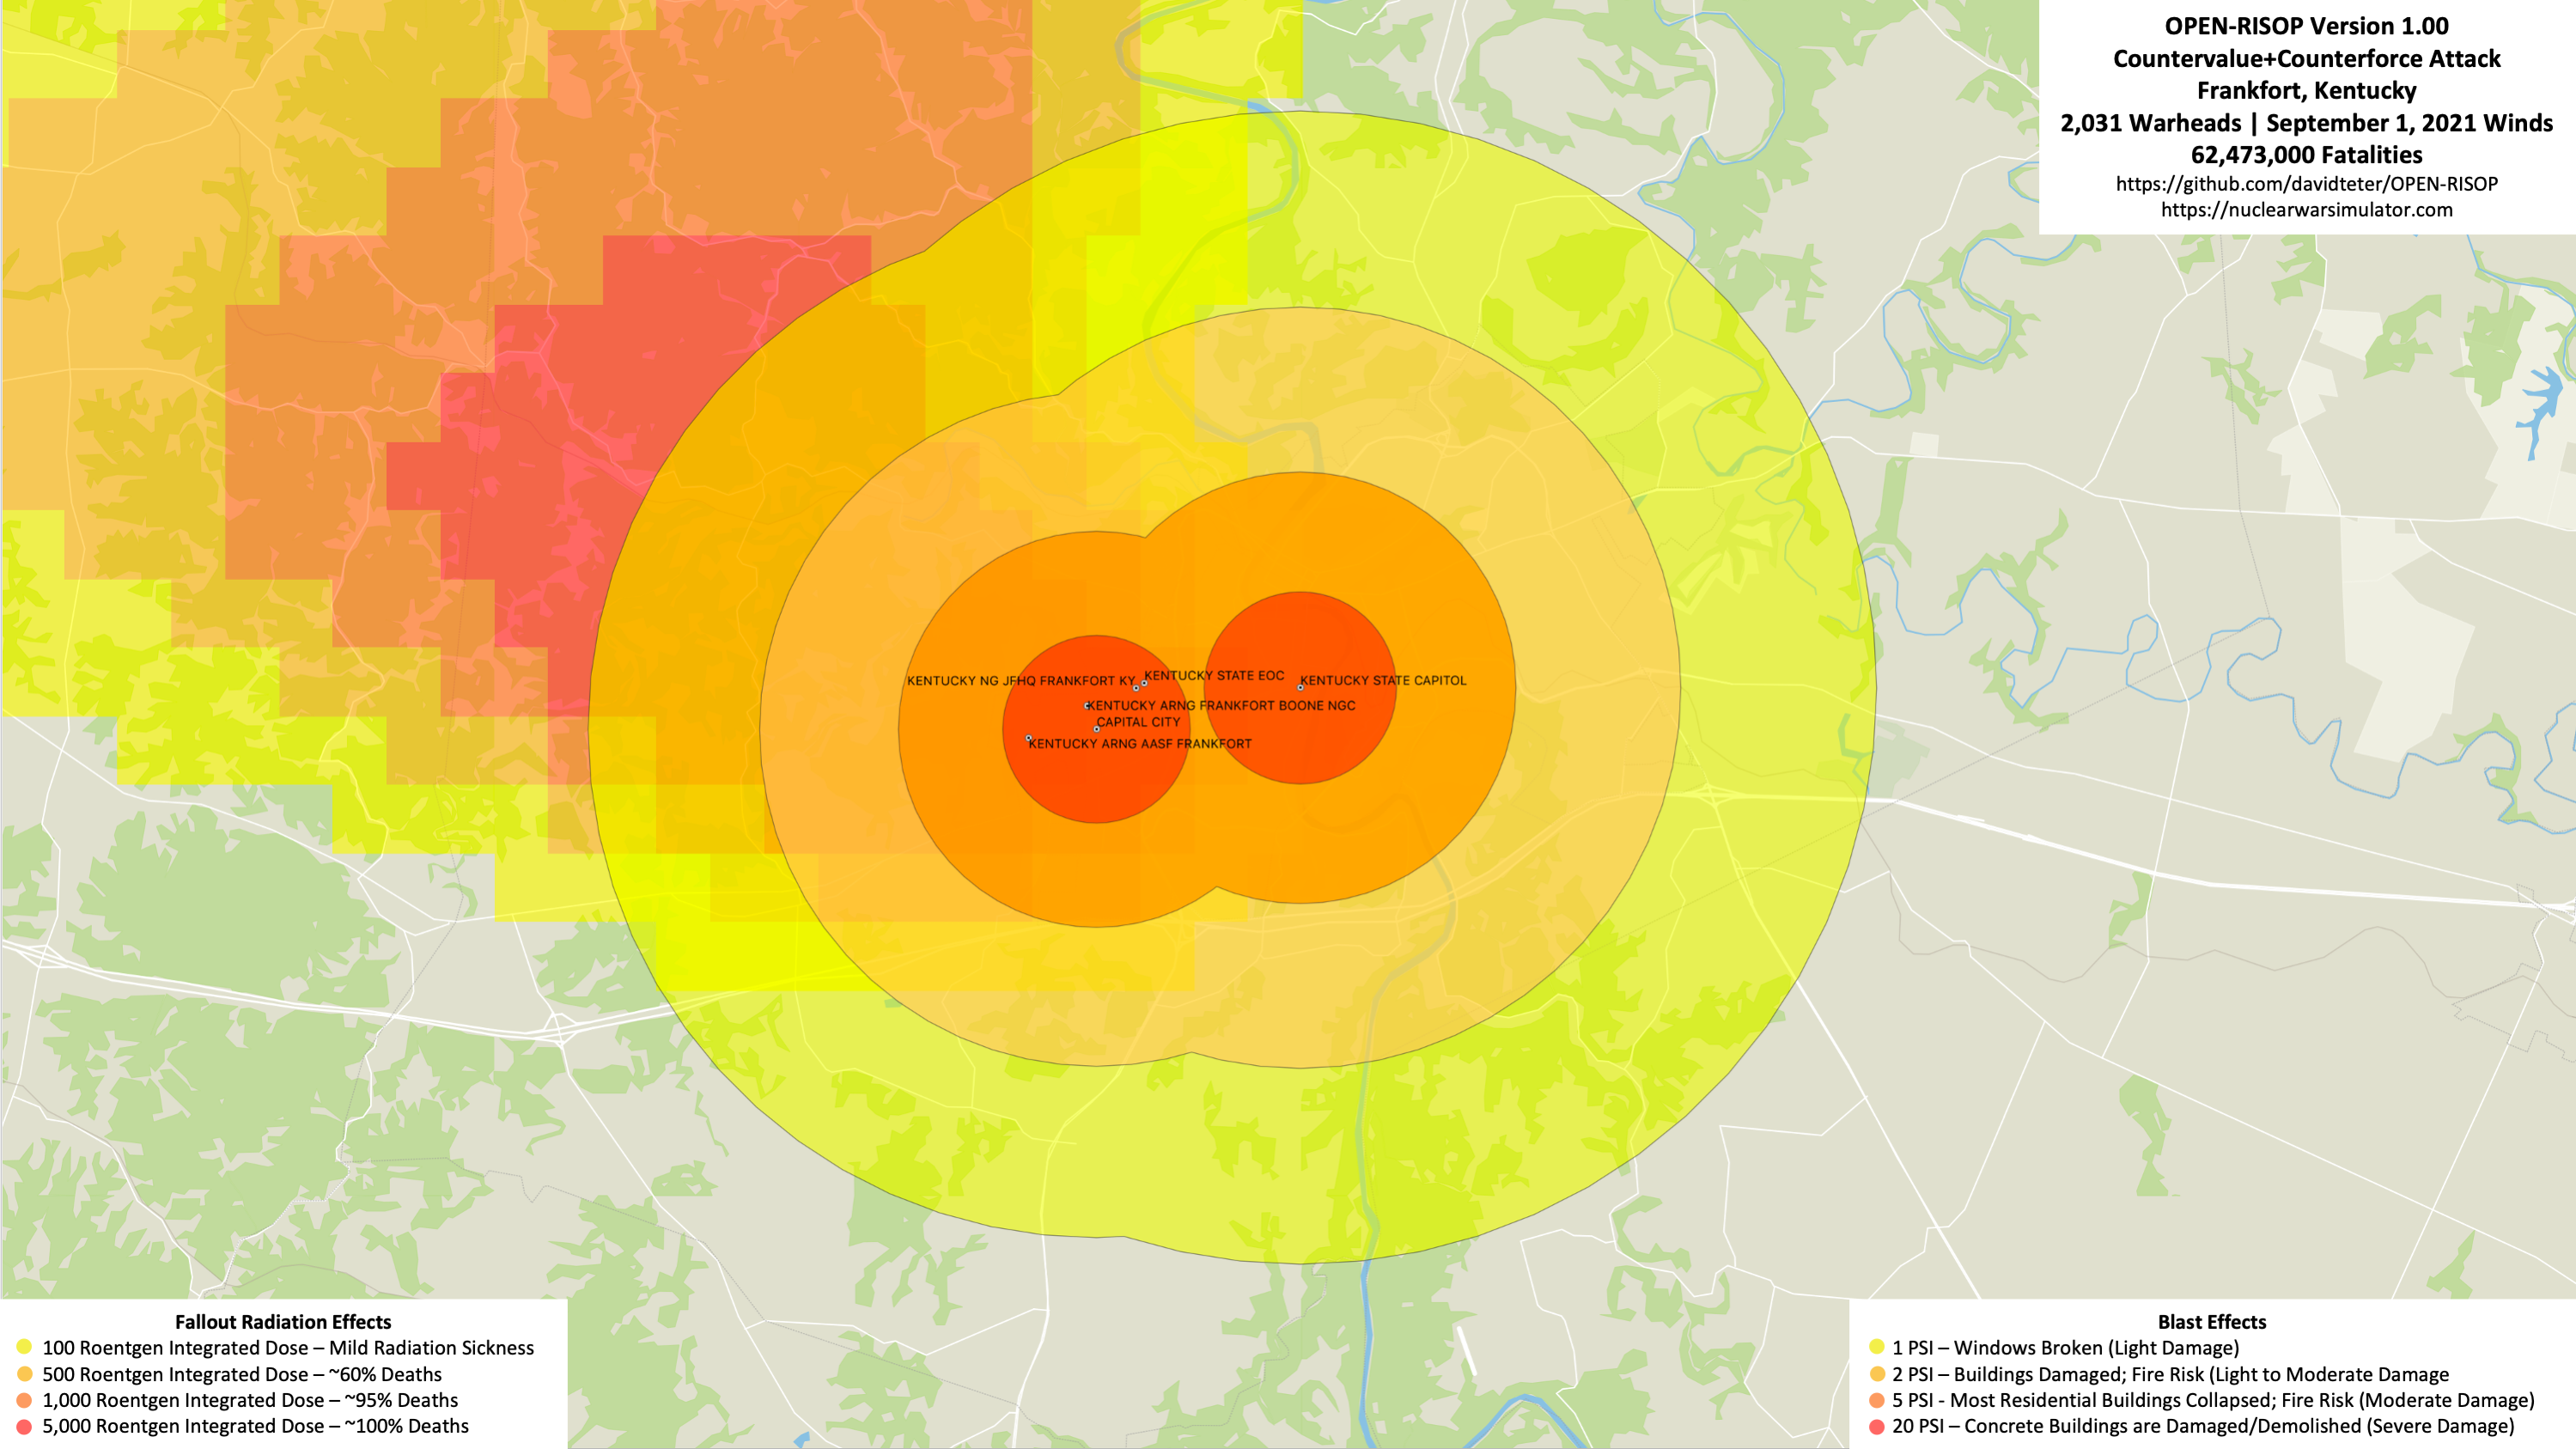 OPEN-RISOP Version 1.00
Countervalue+Counterforce Attack
Frankfort, Kentucky
2,031 Warheads | September 1, 2021 Winds
62,473,000 Fatalities
https://github.com/davidteter/OPEN-RISOP
https://nuclearwarsimulator.com
KENTUCKY NG JFHQ FRANKFORT KY
KENTUCKY STATE EOC
KENTUCKY STATE CAPITOL
KENTUCKY ARNG FRANKFORT BOONE NGC
CAPITAL CITY
KENTUCKY ARNG AASF FRANKFORT
Fallout Radiation Effects
100 Roentgen Integrated Dose – Mild Radiation Sickness
500 Roentgen Integrated Dose – ~60% Deaths
1,000 Roentgen Integrated Dose – ~95% Deaths
5,000 Roentgen Integrated Dose – ~100% Deaths
Blast Effects
1 PSI – Windows Broken (Light Damage)
2 PSI – Buildings Damaged; Fire Risk (Light to Moderate Damage
5 PSI - Most Residential Buildings Collapsed; Fire Risk (Moderate Damage)
20 PSI – Concrete Buildings are Damaged/Demolished (Severe Damage)